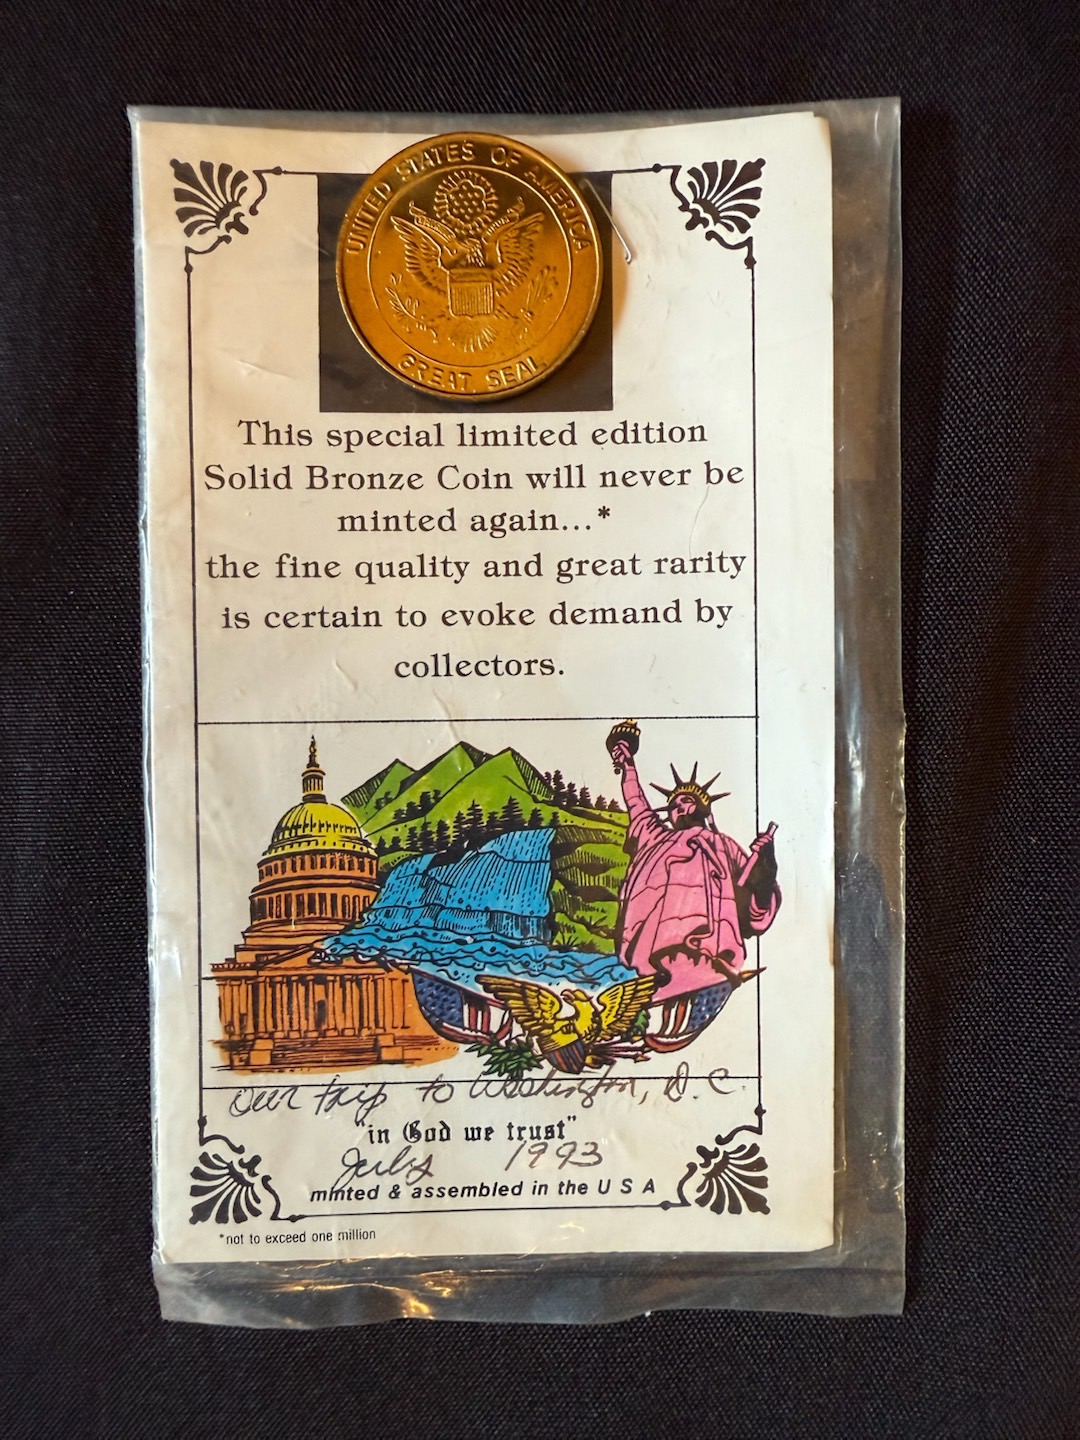 UNITED STATES OF AMERICA
GREAT SEAL
This special limited edition
Solid Bronze Coin will never be
minted again...*
the fine quality and great rarity
is certain to evoke demand by
collectors.
Our trip to Washington, D.C.
"in God we trust"
July 1993
minted & assembled in the U S A
*not to exceed one million